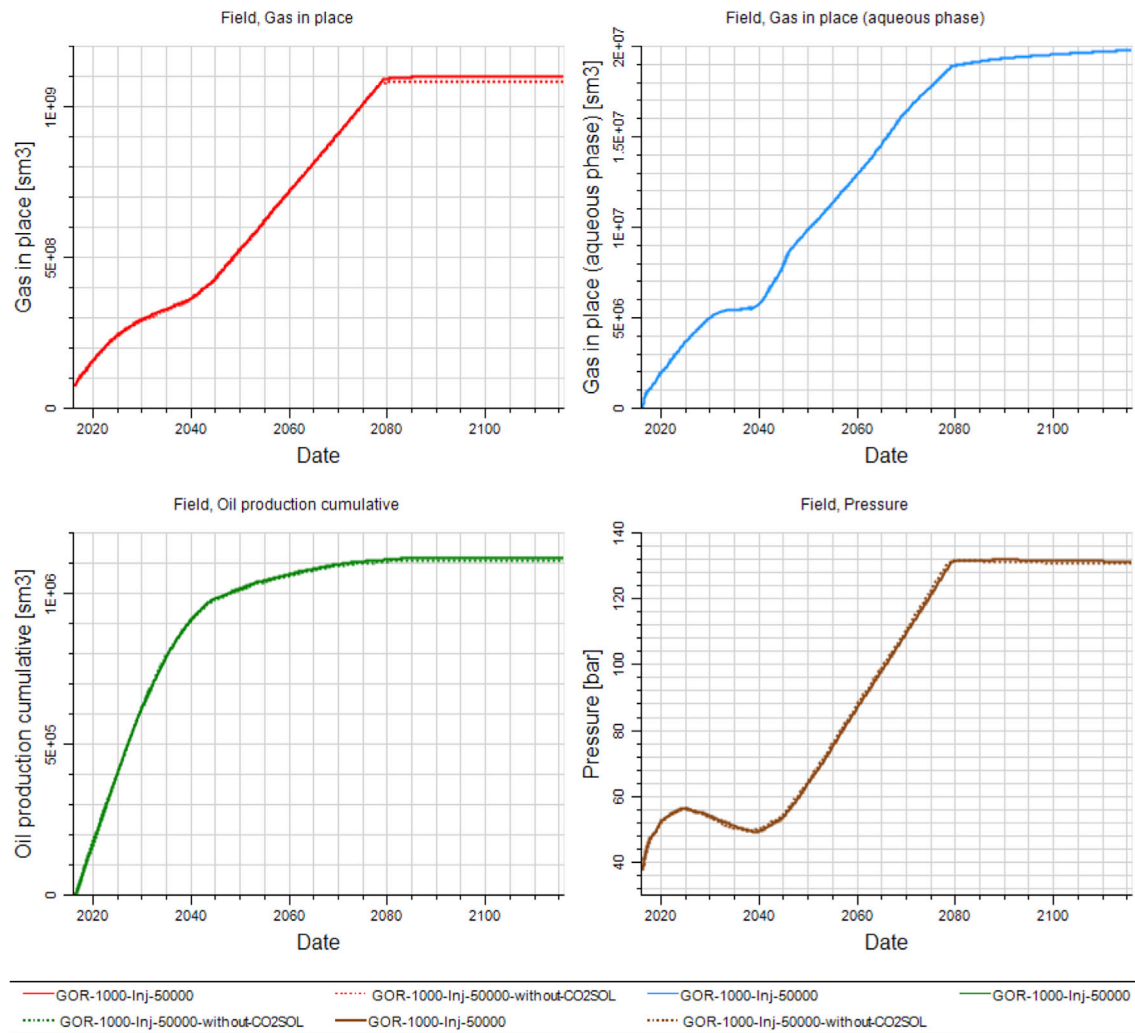 Field, Gas in place
Gas in place [sm3]
1E+09
5E+08
0
2020 2040 2060 2080 2100
Date
Field, Gas in place (aqueous phase)
Gas in place (aqueous phase) [sm3]
2E+07
1.5E+07
1E+07
5E+06
0
2020 2040 2060 2080 2100
Date
Field, Oil production cumulative
Oil production cumulative [sm3]
1E+06
5E+05
0
2020 2040 2060 2080 2100
Date
Field, Pressure
Pressure [bar]
140
120
100
80
60
40
2020 2040 2060 2080 2100
Date
GOR-1000-Inj-50000 GOR-1000-Inj-50000-without-CO2SOL GOR-1000-Inj-50000 GOR-1000-Inj-50000
GOR-1000-Inj-50000-without-CO2SOL GOR-1000-Inj-50000 GOR-1000-Inj-50000-without-CO2SOL